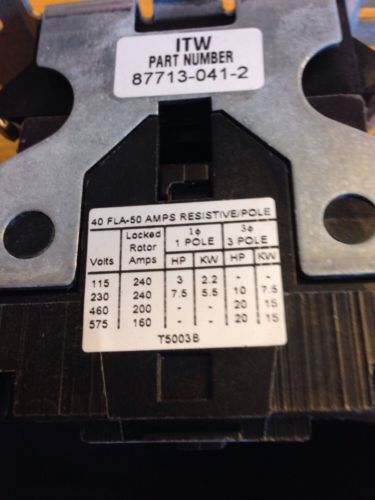 ITW
PART NUMBER
87713-041-2
40 FLA-50 AMPS RESISTIVE/POLE
Volts Locked Rotor Amps 1ϕ 1 POLE 3ϕ 3 POLE
HP KW HP KW
115 240 3 2.2 - -
230 240 7.5 5.5 10 7.5
460 200 - - 20 15
575 160 - - 20 15
T5003B